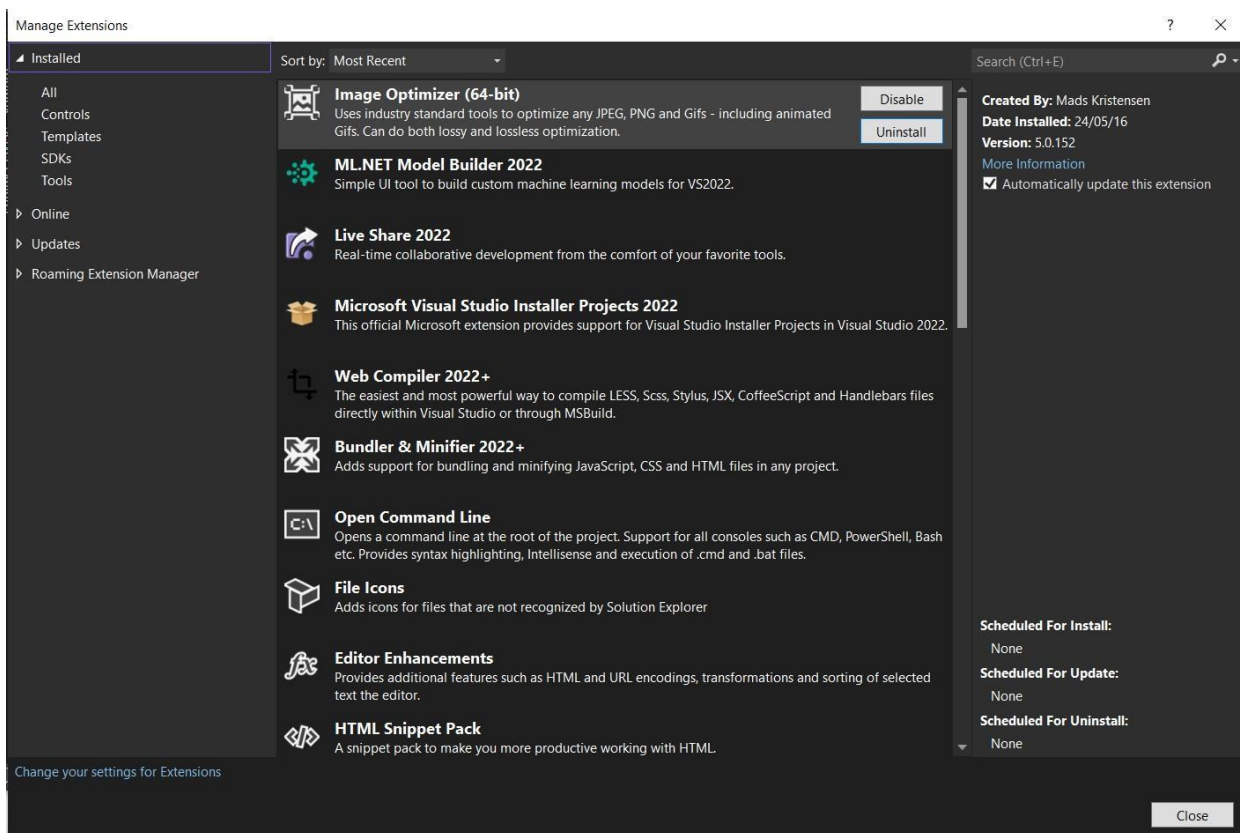 Manage Extensions
?
Installed
All
Controls
Templates
SDKs
Tools
Online
Updates
Roaming Extension Manager
Sort by: Most Recent
Image Optimizer (64-bit)
Uses industry standard tools to optimize any JPEG, PNG and Gifs - including animated
Gifs. Can do both lossy and lossless optimization.
Disable
Uninstall
ML.NET Model Builder 2022
Simple UI tool to build custom machine learning models for VS2022.
Live Share 2022
Real-time collaborative development from the comfort of your favorite tools.
Microsoft Visual Studio Installer Projects 2022
This official Microsoft extension provides support for Visual Studio Installer Projects in Visual Studio 2022.
Web Compiler 2022+
The easiest and most powerful way to compile LESS, Scss, Stylus, JSX, CoffeeScript and Handlebars files
directly within Visual Studio or through MSBuild.
Bundler & Minifier 2022+
Adds support for bundling and minifying JavaScript, CSS and HTML files in any project.
C:\
Open Command Line
Opens a command line at the root of the project. Support for all consoles such as CMD, PowerShell, Bash
etc. Provides syntax highlighting, Intellisense and execution of .cmd and .bat files.
File Icons
Adds icons for files that are not recognized by Solution Explorer
Editor Enhancements
Provides additional features such as HTML and URL encodings, transformations and sorting of selected
text the editor.
HTML Snippet Pack
A snippet pack to make you more productive working with HTML.
Search (Ctrl+E)
Created By: Mads Kristensen
Date Installed: 24/05/16
Version: 5.0.152
More Information
Automatically update this extension
Scheduled For Install:
None
Scheduled For Update:
None
Scheduled For Uninstall:
None
Change your settings for Extensions
Close